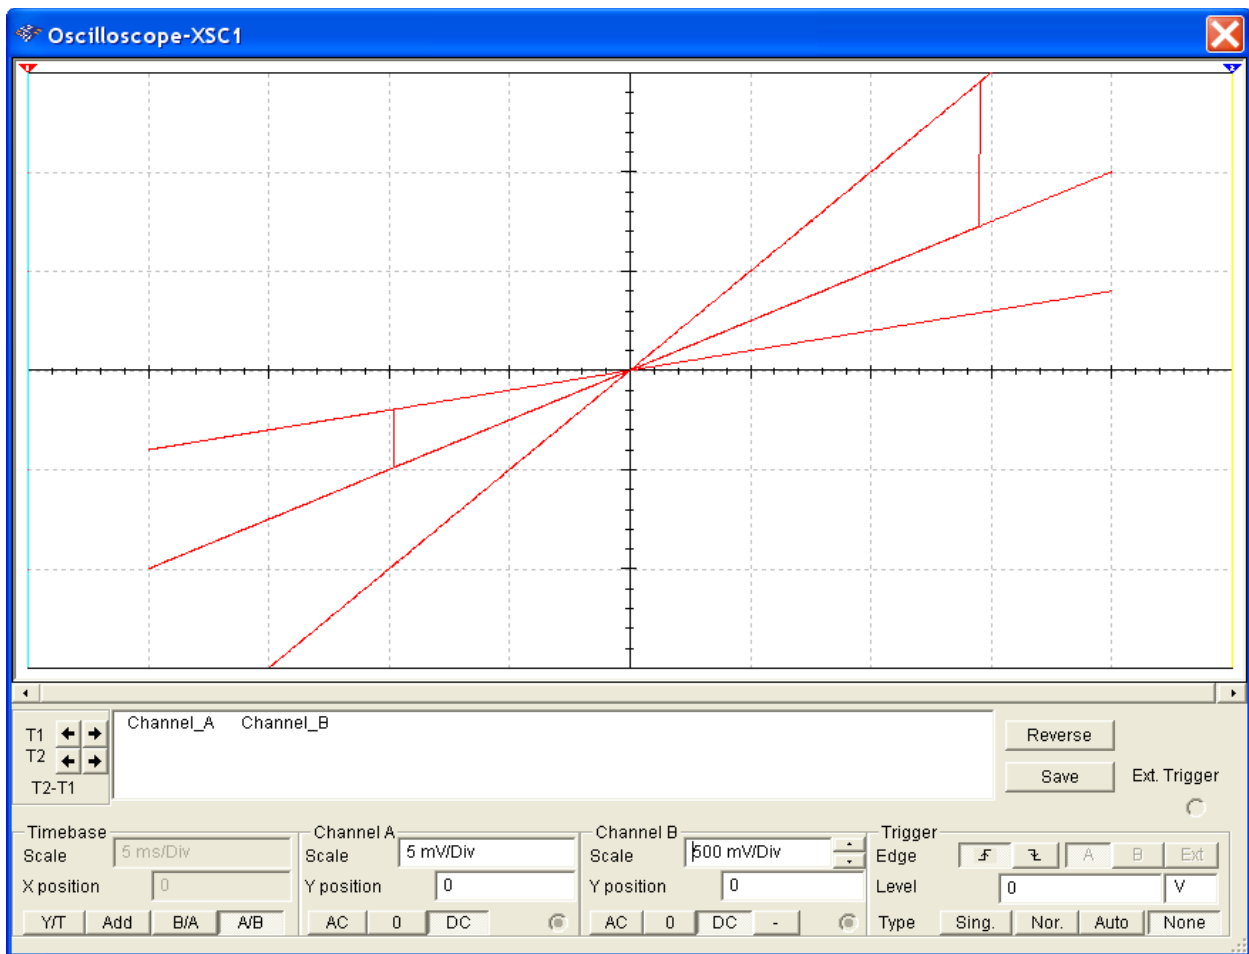 Oscilloscope-XSC1
1
2
T1
T2
T2-T1
Channel_A Channel_B
Reverse
Save
Ext. Trigger
Timebase
Scale 5 ms/Div
X position 0
Y/T Add B/A A/B
Channel A
Scale 5 mV/Div
Y position 0
AC 0 DC
Channel B
Scale 500 mV/Div
Y position 0
AC 0 DC -
Trigger
Edge A B Ext
Level 0 V
Type Sing. Nor. Auto None